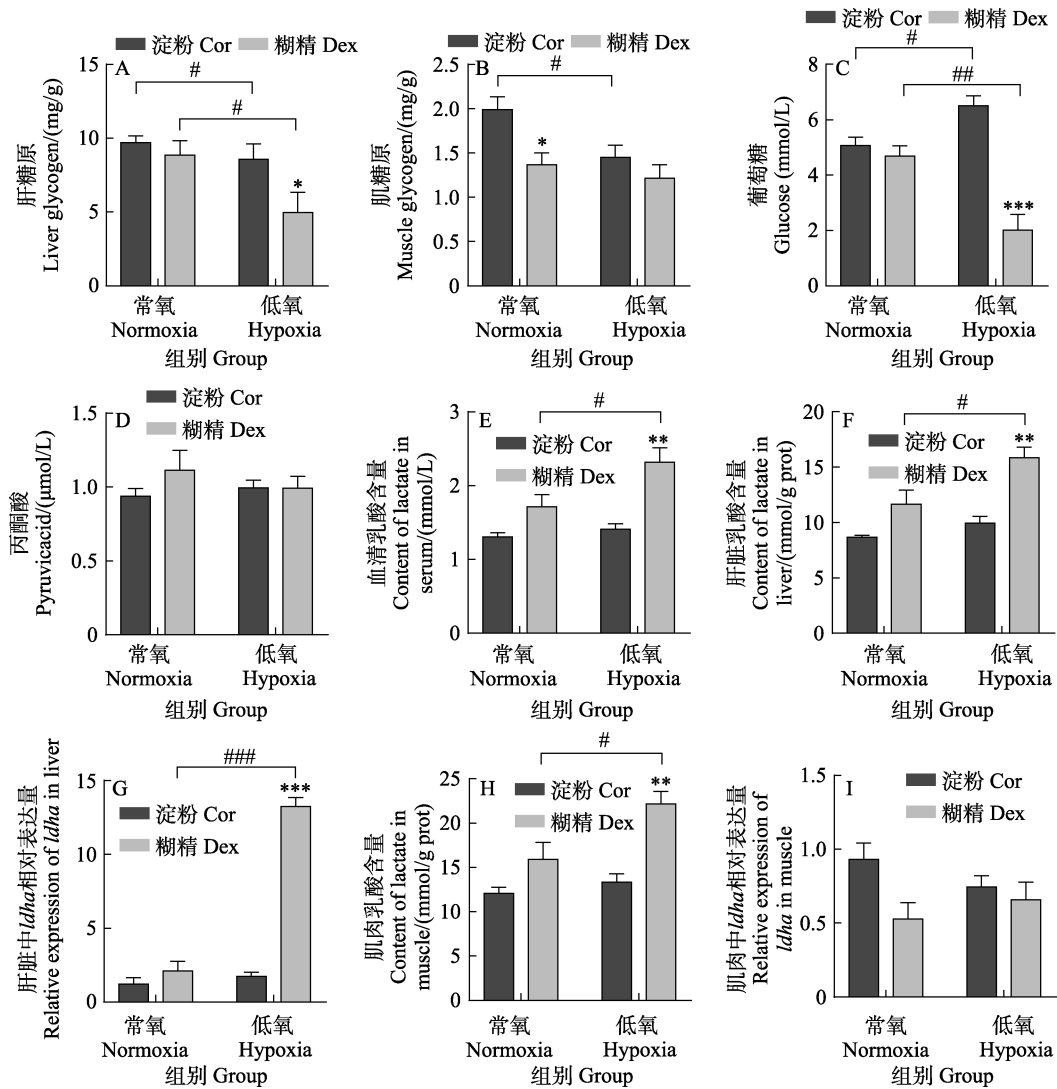 淀粉 Cor 糊精 Dex
A
#
#
*
15
10
5
0
肝糖原
Liver glycogen/(mg/g)
常氧 低氧
Normoxia Hypoxia
组别 Group
淀粉 Cor 糊精 Dex
B
#
*
2.5
2.0
1.5
1.0
0.5
0
肌糖原
Muscle glycogen/(mg/g)
常氧 低氧
Normoxia Hypoxia
组别 Group
淀粉 Cor 糊精 Dex
C
#
##
***
8
6
4
2
0
葡萄糖
Glucose (mmol/L)
常氧 低氧
Normoxia Hypoxia
组别 Group
D
淀粉 Cor
糊精 Dex
1.5
1.0
0.5
0
丙酮酸
Pyruvicacid/(μmol/L)
常氧 低氧
Normoxia Hypoxia
组别 Group
E
#
淀粉 Cor
糊精 Dex
**
3
2
1
0
血清乳酸含量
Content of lactate in
serum/(mmol/L)
常氧 低氧
Normoxia Hypoxia
组别 Group
F
#
淀粉 Cor
糊精 Dex
**
20
15
10
5
0
肝脏乳酸含量
Content of lactate in
liver/(mmol/g prot)
常氧 低氧
Normoxia Hypoxia
组别 Group
G
###
淀粉 Cor
糊精 Dex
***
15
10
5
0
肝脏中ldha相对表达量
Relative expression of ldha in liver
常氧 低氧
Normoxia Hypoxia
组别 Group
H
#
淀粉 Cor
糊精 Dex
**
25
20
15
10
5
0
肌肉乳酸含量
Content of lactate in
muscle/(mmol/g prot)
常氧 低氧
Normoxia Hypoxia
组别 Group
I
淀粉 Cor
糊精 Dex
1.5
1.0
0.5
0
肌肉中ldha相对表达量
Relative expression of
ldha in muscle
常氧 低氧
Normoxia Hypoxia
组别 Group